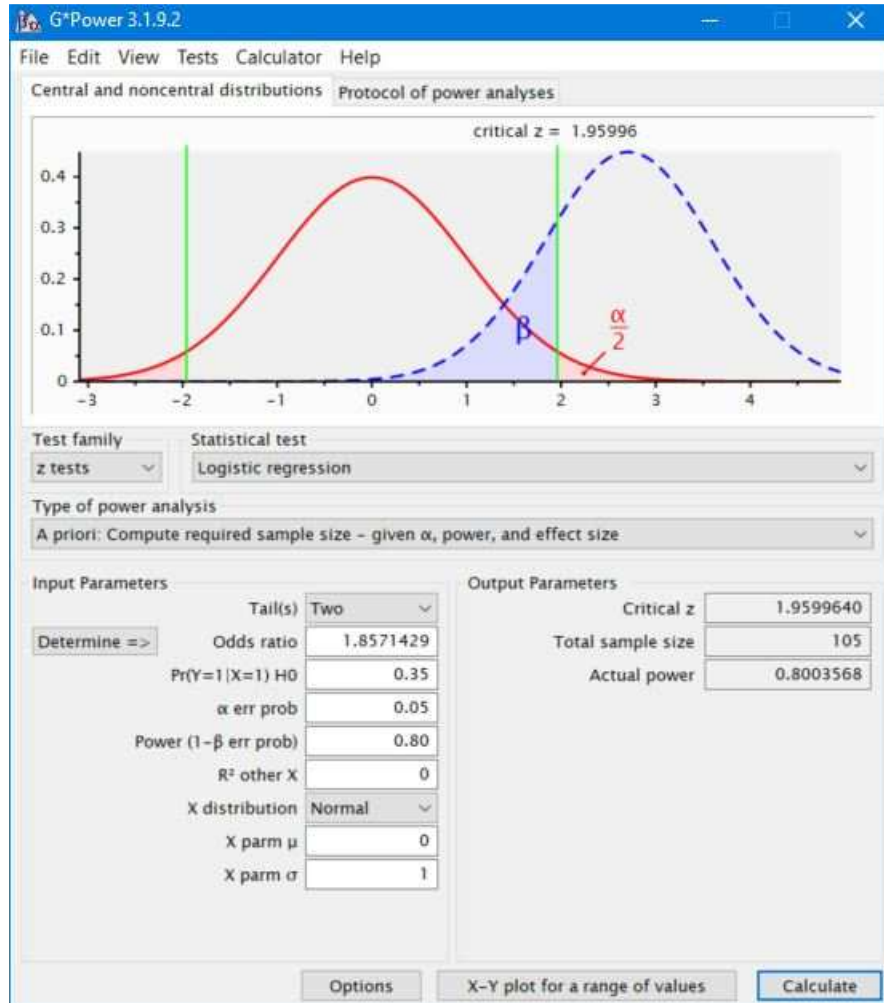 G*Power 3.1.9.2
File Edit View Tests Calculator Help
Central and noncentral distributions Protocol of power analyses
critical z = 1.95996
0.4
0.3
0.2
0.1
0
β
α
2
-3 -2 -1 0 1 2 3 4
Test family Statistical test
z tests Logistic regression
Type of power analysis
A priori: Compute required sample size – given α, power, and effect size
Input Parameters Output Parameters
Tail(s) Two Critical z 1.9599640
Determine => Odds ratio 1.8571429 Total sample size 105
Pr(Y=1|X=1) H0 0.35 Actual power 0.8003568
α err prob 0.05
Power (1-β err prob) 0.80
R² other X 0
X distribution Normal
X parm μ 0
X parm σ 1
Options X-Y plot for a range of values Calculate